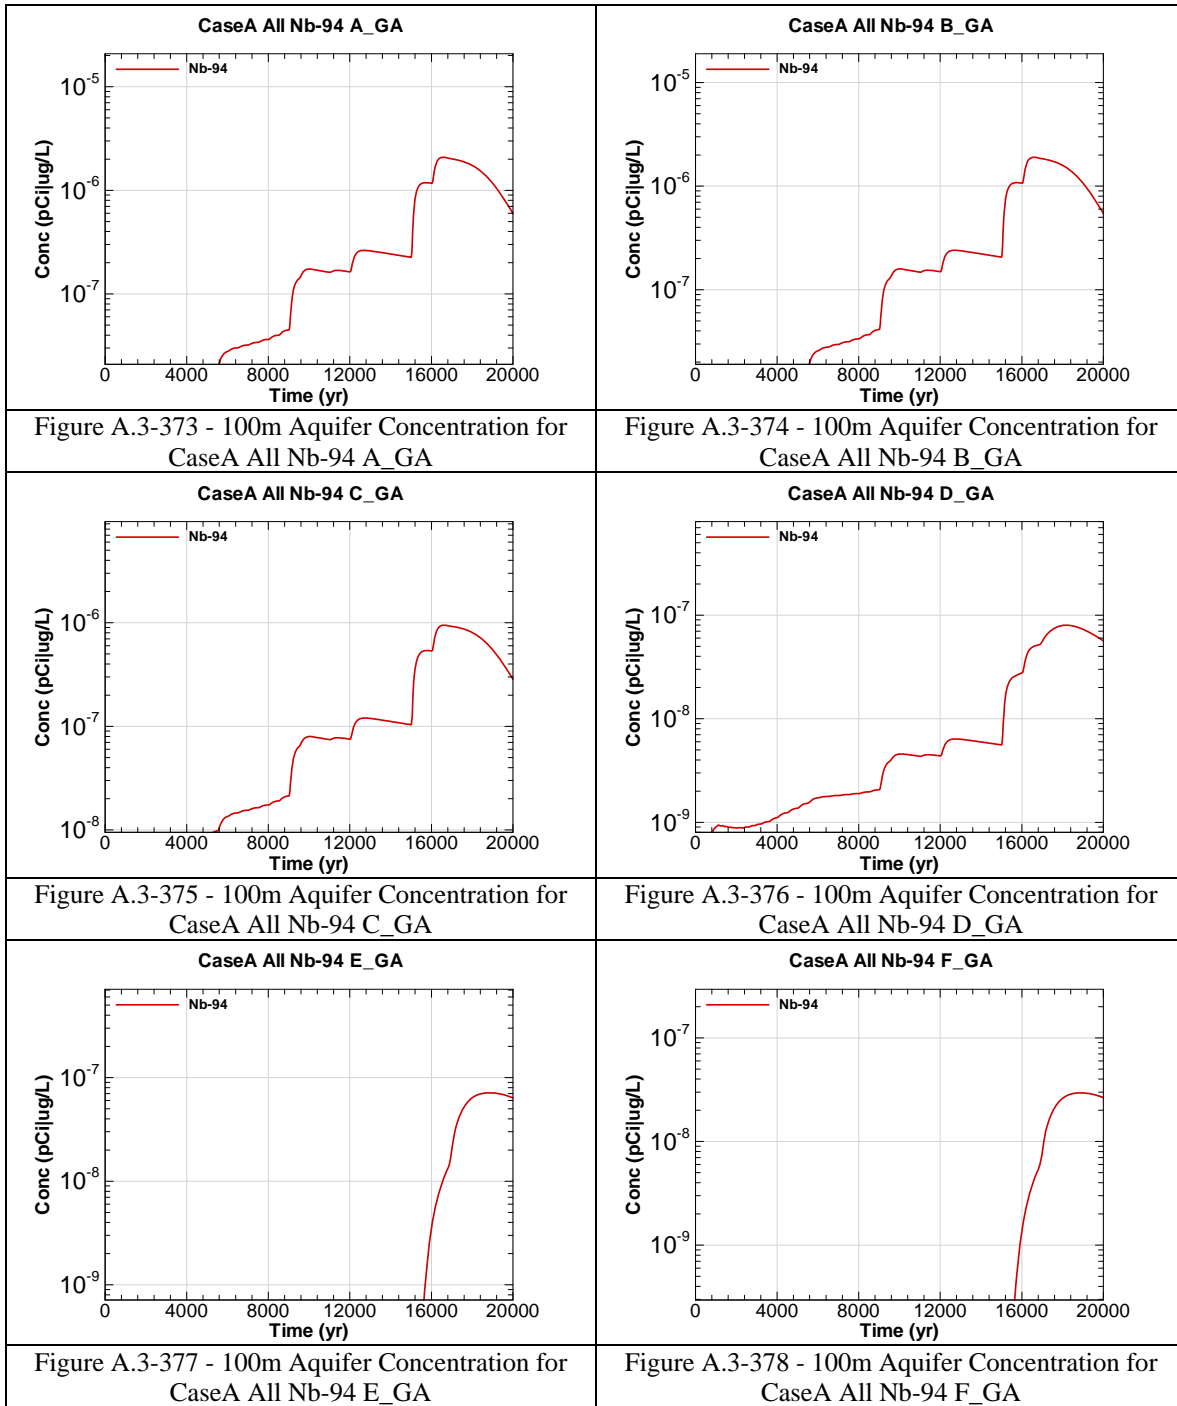 CaseA All Nb-94 A_GA
Nb-94
10-5
10-6
10-7
Conc (pCi|ug/L)
0 4000 8000 12000 16000 20000
Time (yr)
Figure A.3-373 - 100m Aquifer Concentration for
CaseA All Nb-94 A_GA
CaseA All Nb-94 B_GA
Nb-94
10-5
10-6
10-7
Conc (pCi|ug/L)
0 4000 8000 12000 16000 20000
Time (yr)
Figure A.3-374 - 100m Aquifer Concentration for
CaseA All Nb-94 B_GA
CaseA All Nb-94 C_GA
Nb-94
10-6
10-7
10-8
Conc (pCi|ug/L)
0 4000 8000 12000 16000 20000
Time (yr)
Figure A.3-375 - 100m Aquifer Concentration for
CaseA All Nb-94 C_GA
CaseA All Nb-94 D_GA
Nb-94
10-7
10-8
10-9
Conc (pCi|ug/L)
0 4000 8000 12000 16000 20000
Time (yr)
Figure A.3-376 - 100m Aquifer Concentration for
CaseA All Nb-94 D_GA
CaseA All Nb-94 E_GA
Nb-94
10-7
10-8
10-9
Conc (pCi|ug/L)
0 4000 8000 12000 16000 20000
Time (yr)
Figure A.3-377 - 100m Aquifer Concentration for
CaseA All Nb-94 E_GA
CaseA All Nb-94 F_GA
Nb-94
10-7
10-8
10-9
Conc (pCi|ug/L)
0 4000 8000 12000 16000 20000
Time (yr)
Figure A.3-378 - 100m Aquifer Concentration for
CaseA All Nb-94 F_GA